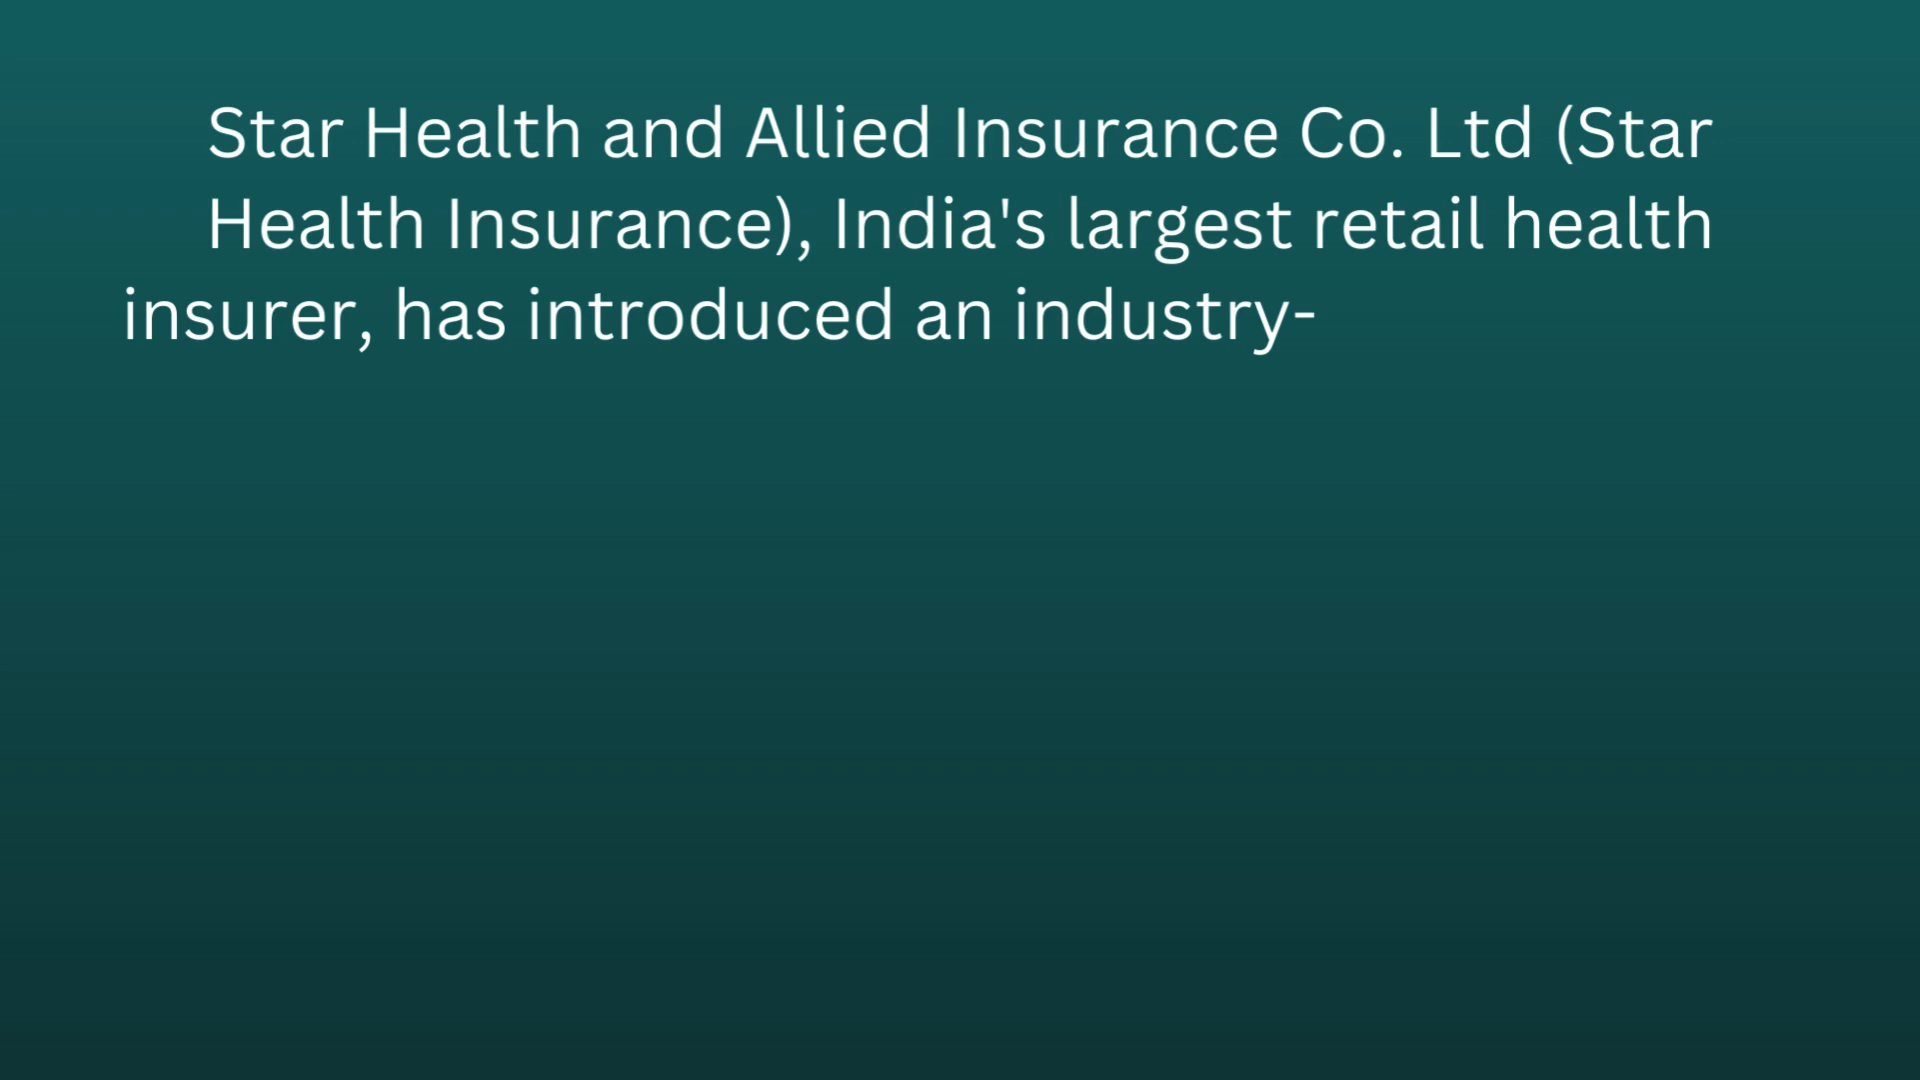 Star Health and Allied Insurance Co. Ltd (Star
Health Insurance), India's largest retail health
insurer, has introduced an industry-